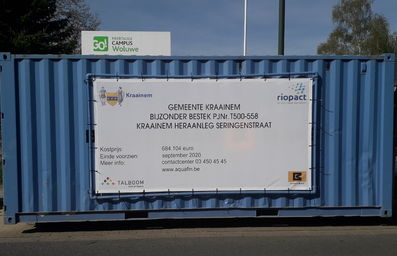 GO!
CAMPUS
Woluwe
Kraainem
riopact
GEMEENTE KRAAINEM
BIJZONDER BESTEK PJ.Nr. T500-558
KRAAINEM HERAANLEG SERINGENSTRAAT
Kostprijs: 684.104 euro
Einde voorzien: september 2020
Meer info: contactcenter 03 450 45 45
www.aquafin.be
TALBOOM